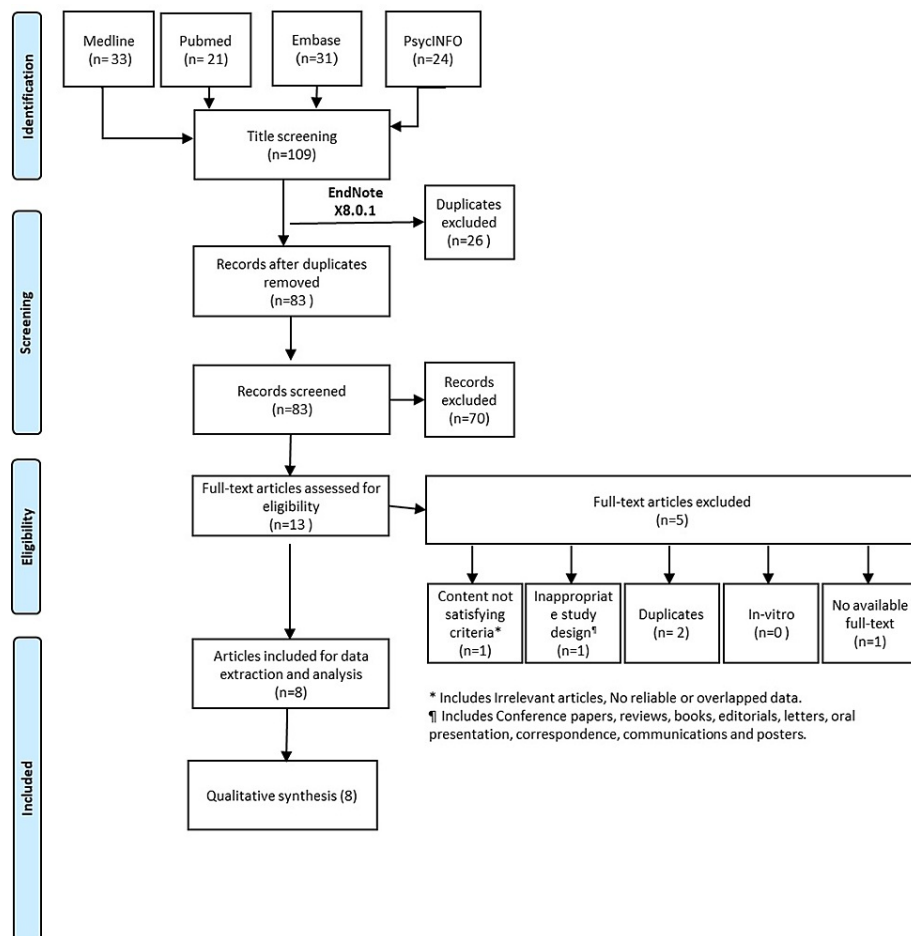 Identification
Medline
(n= 33)
Pubmed
(n= 21)
Embase
(n=31)
PsycINFO
(n=24)
Title screening
(n=109)
EndNote
X8.0.1
Duplicates
excluded
(n=26 )
Screening
Records after duplicates
removed
(n=83 )
Records screened
(n=83)
Records
excluded
(n=70)
Eligibility
Full-text articles assessed for
eligibility
(n=13 )
Full-text articles excluded
(n=5)
Content not
satisfying
criteria*
(n=1)
Inappropriat
e study
design¶
(n=1)
Duplicates
(n= 2)
In-vitro
(n=0 )
No available
full-text
(n=1)
Included
Articles included for data
extraction and analysis
(n=8)
* Includes Irrelevant articles, No reliable or overlapped data.
¶ Includes Conference papers, reviews, books, editorials, letters, oral
presentation, correspondence, communications and posters.
Qualitative synthesis (8)